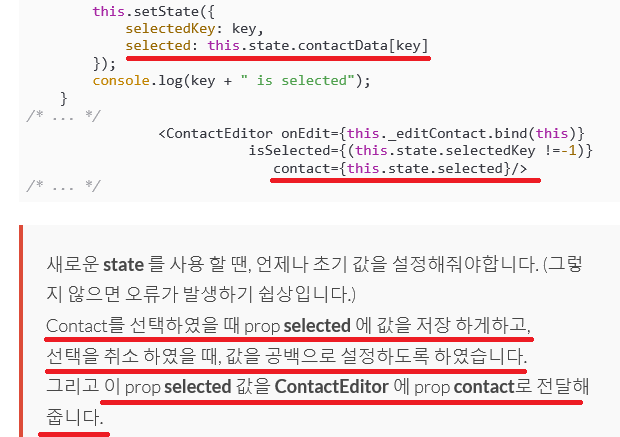 this.setState({
selectedKey: key,
selected: this.state.contactData[key]
});
console.log(key + " is selected");
}
/* ... */
<ContactEditor onEdit={this._editContact.bind(this)}
isSelected={(this.state.selectedKey !=-1)}
contact={this.state.selected}/>
/* ... */
새로운 state 를 사용 할 땐, 언제나 초기 값을 설정해줘야합니다. (그렇
지 않으면 오류가 발생하기 쉽상입니다.)
Contact를 선택하였을 때 prop selected 에 값을 저장 하게하고,
선택을 취소 하였을 때, 값을 공백으로 설정하도록 하였습니다.
그리고 이 prop selected 값을 ContactEditor 에 prop contact로 전달해
줍니다.